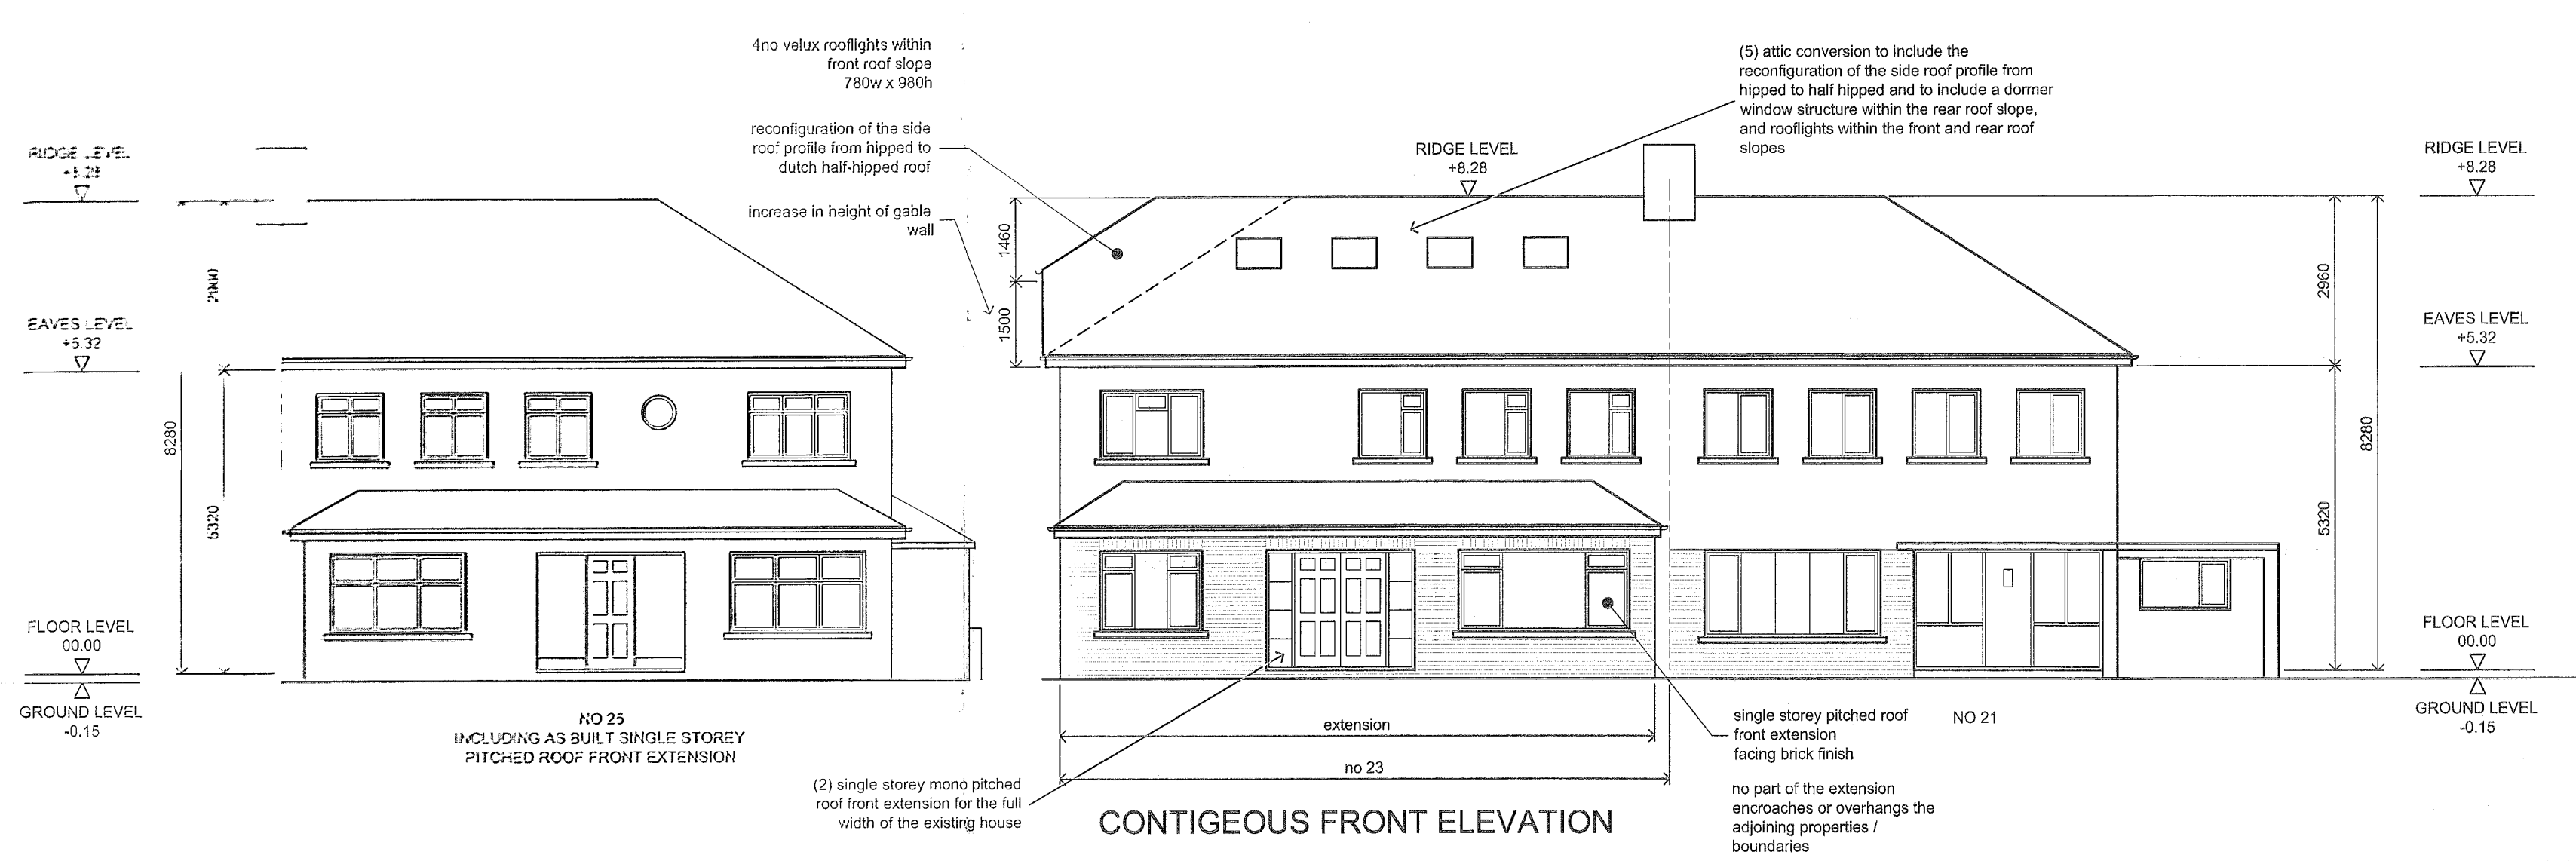 4no velux rooflights within
front roof slope
780w x 980h
reconfiguration of the side
roof profile from hipped to
dutch half-hipped roof
increase in height of gable
wall
(5) attic conversion to include the
reconfiguration of the side roof profile from
hipped to half hipped and to include a dormer
window structure within the rear roof slope,
and rooflights within the front and rear roof
slopes
RIDGE LEVEL
+8.28
RIDGE LEVEL
+8.28
RIDGE LEVEL
+8.28
2960
1460
1500
2960
EAVES LEVEL
+5.32
EAVES LEVEL
+5.32
8280
5320
8280
5320
FLOOR LEVEL
00.00
FLOOR LEVEL
00.00
GROUND LEVEL
-0.15
GROUND LEVEL
-0.15
NO 25
INCLUDING AS BUILT SINGLE STOREY
PITCHED ROOF FRONT EXTENSION
extension
no 23
(2) single storey mono pitched
roof front extension for the full
width of the existing house
CONTIGEOUS FRONT ELEVATION
single storey pitched roof
front extension
facing brick finish
no part of the extension
encroaches or overhangs the
adjoining properties /
boundaries
NO 21